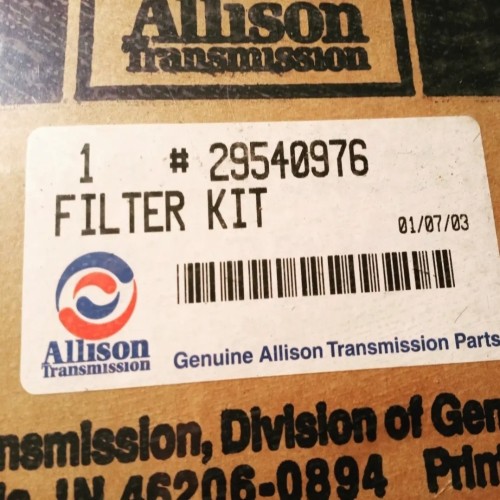 Allison
Transmission
1 # 29540976
FILTER KIT
01/07/03
Allison
Transmission
Genuine Allison Transmission Parts
nsmission, Division of Gen
IN 46206-0894 Print